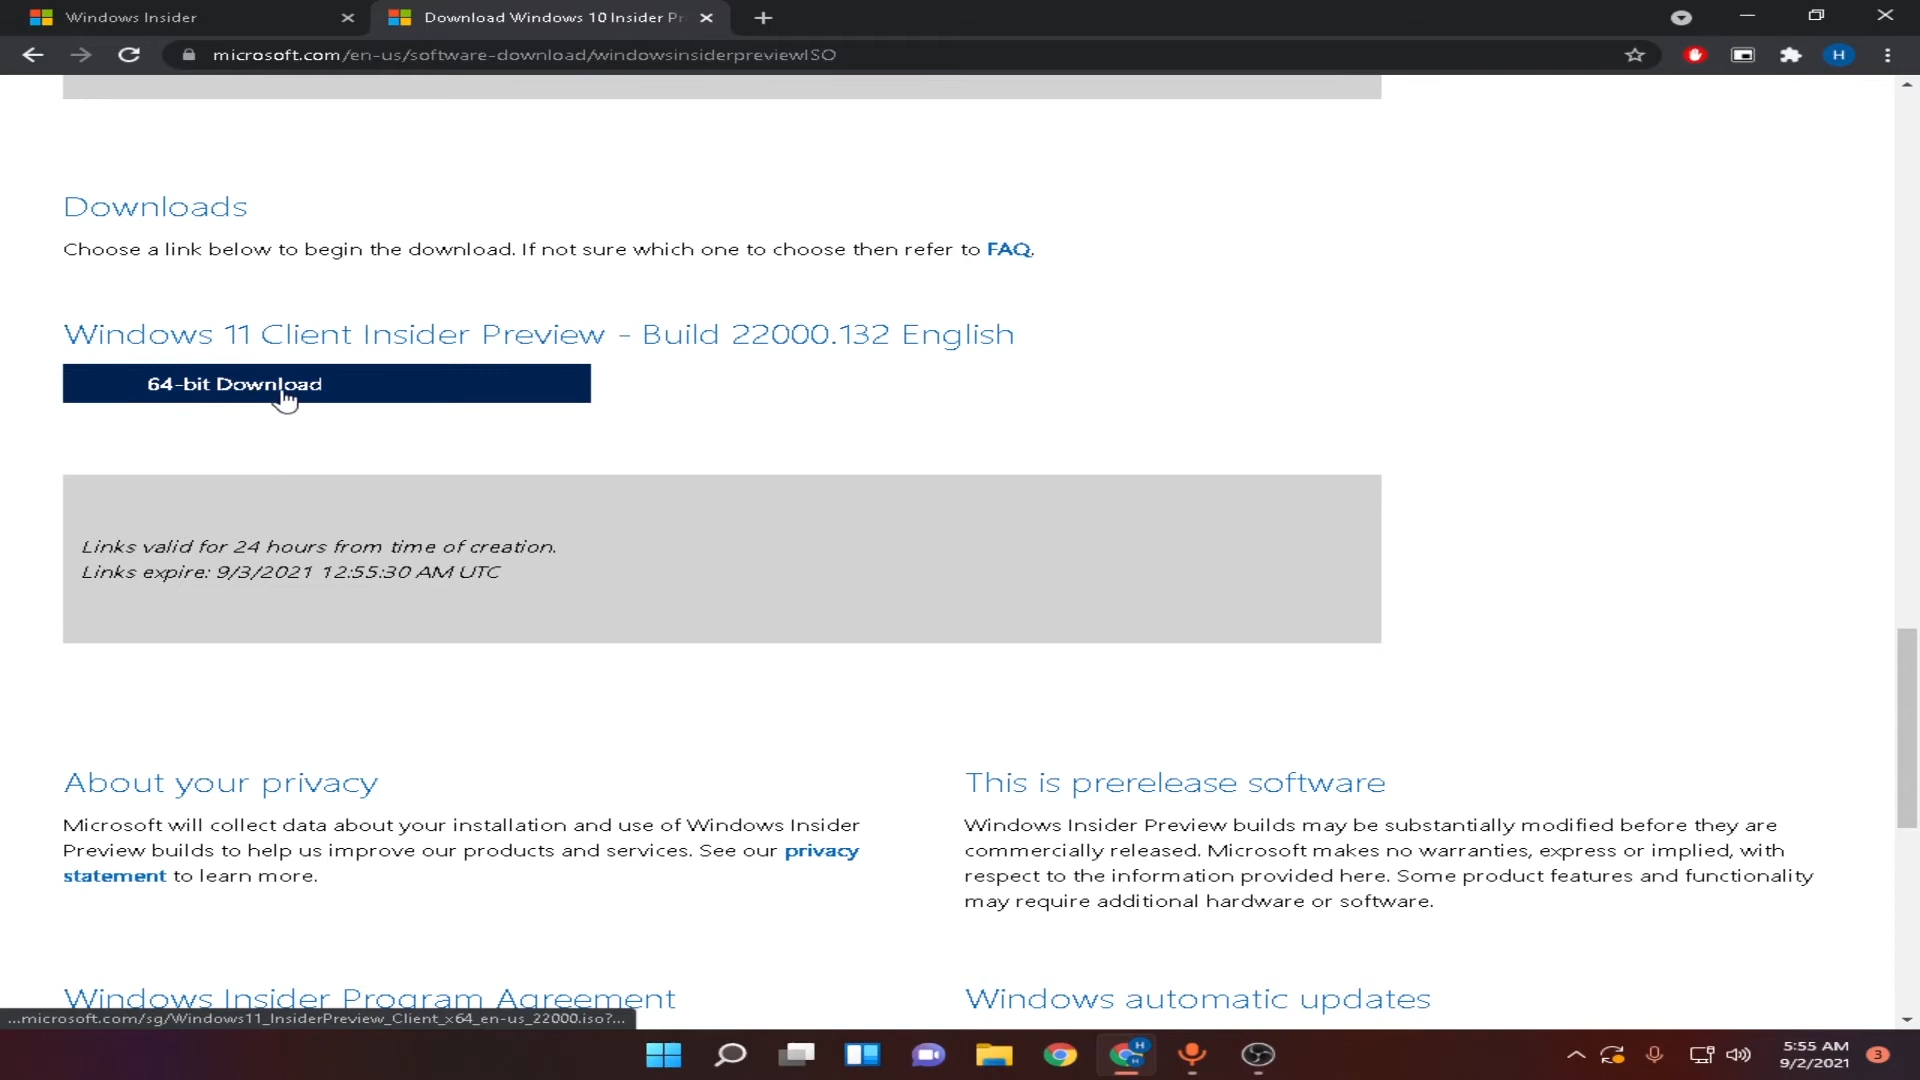 Windows Insider
Download Windows 10 Insider Pr
microsoft.com/en-us/software-download/windowsinsiderpreviewISO
H
Downloads
Choose a link below to begin the download. If not sure which one to choose then refer to FAQ.
Windows 11 Client Insider Preview - Build 22000.132 English
64-bit Download
Links valid for 24 hours from time of creation.
Links expire: 9/3/2021 12:55:30 AM UTC
About your privacy
Microsoft will collect data about your installation and use of Windows Insider
Preview builds to help us improve our products and services. See our privacy
statement to learn more.
This is prerelease software
Windows Insider Preview builds may be substantially modified before they are
commercially released. Microsoft makes no warranties, express or implied, with
respect to the information provided here. Some product features and functionality
may require additional hardware or software.
Windows Insider Program Agreement
Windows automatic updates
...microsoft.com/sg/Windows11_InsiderPreview_Client_x64_en-us_22000.iso?...
H
5:55 AM
9/2/2021
3